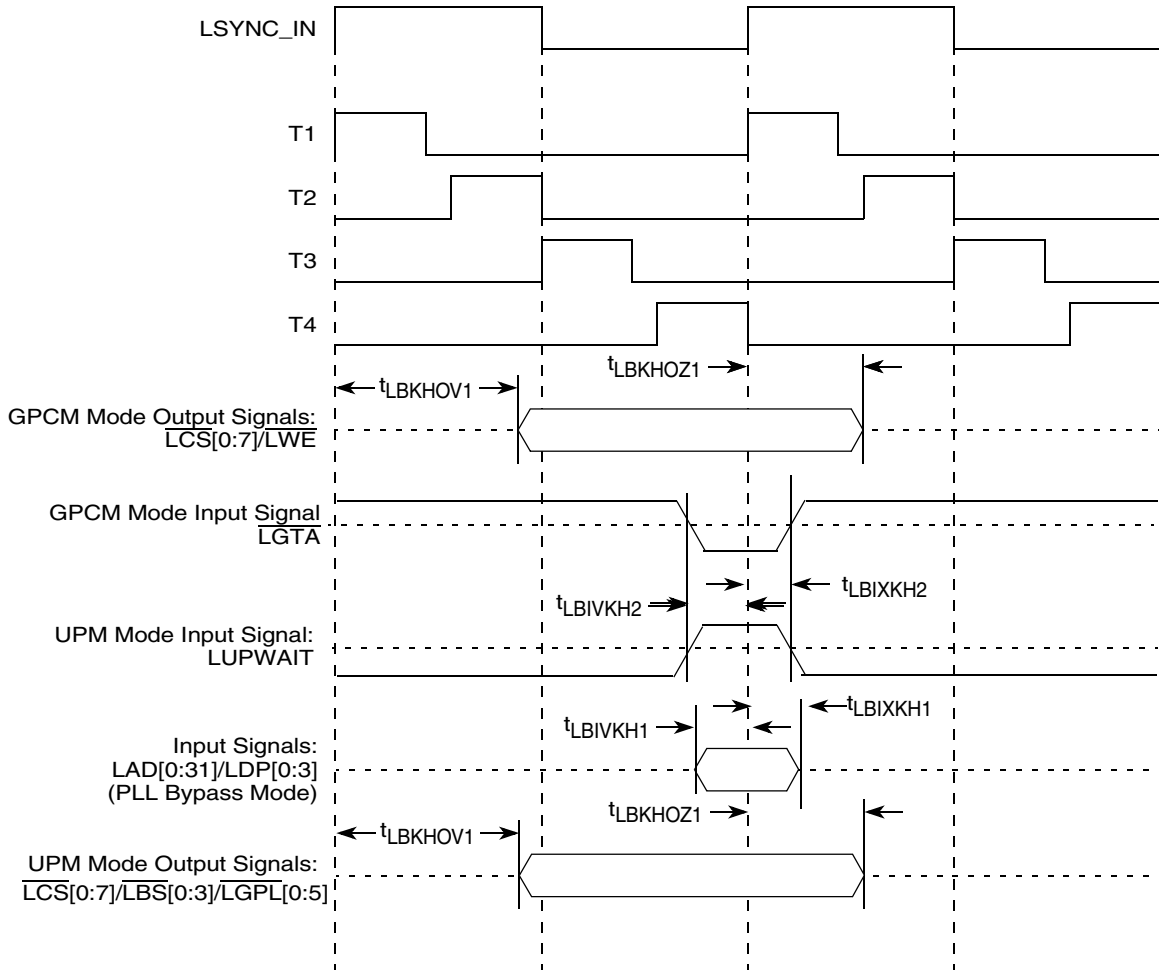 LSYNC_IN
T1
T2
T3
T4
tLBKHOZ1
tLBKHOV1
GPCM Mode Output Signals:
LCS[0:7]/LWE
GPCM Mode Input Signal
LGTA
tLBIXKH2
tLBIVKH2
UPM Mode Input Signal:
LUPWAIT
tLBIXKH1
tLBIVKH1
Input Signals:
LAD[0:31]/LDP[0:3]
(PLL Bypass Mode)
tLBKHOZ1
tLBKHOV1
UPM Mode Output Signals:
LCS[0:7]/LBS[0:3]/LGPL[0:5]